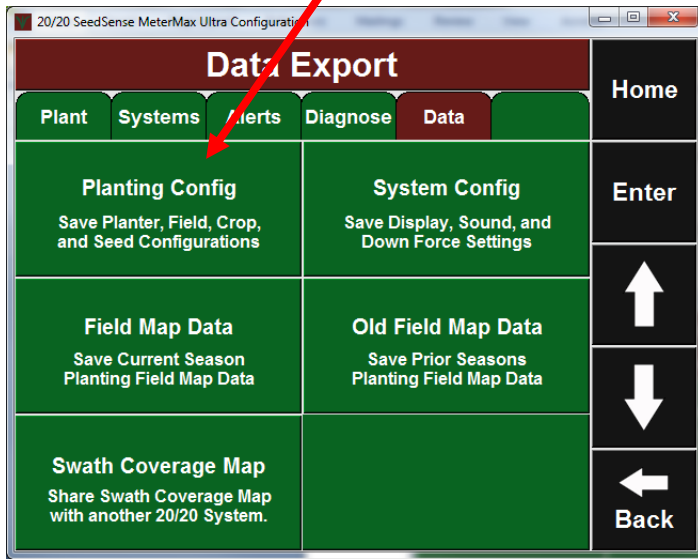 20/20 SeedSense MeterMax Ultra Configuration
Data Export
Home
Plant Systems Alerts Diagnose Data
Planting Config
Save Planter, Field, Crop,
and Seed Configurations
System Config
Save Display, Sound, and
Down Force Settings
Enter
Field Map Data
Save Current Season
Planting Field Map Data
Old Field Map Data
Save Prior Seasons
Planting Field Map Data
Swath Coverage Map
Share Swath Coverage Map
with another 20/20 System.
Back